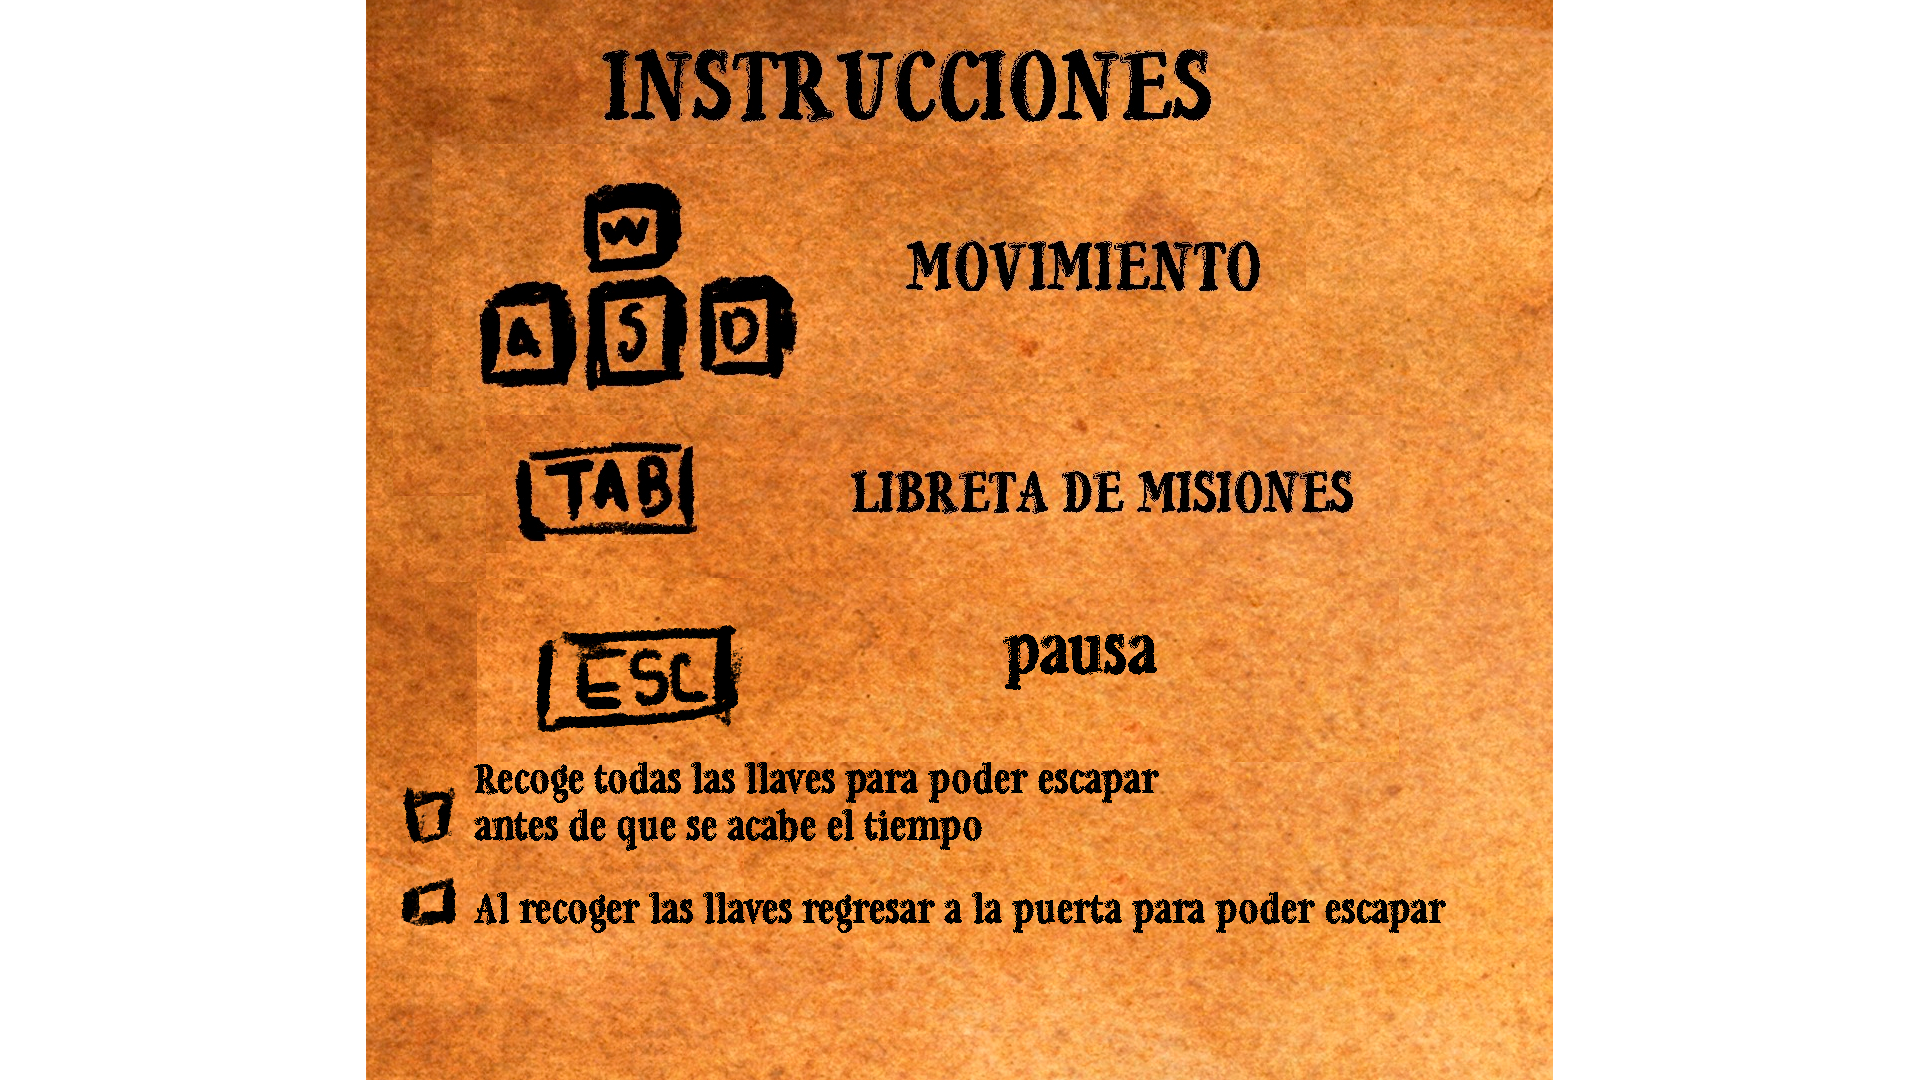 INSTRUCCIONES
W
MOVIMIENTO
A S D
TAB
LIBRETA DE MISIONES
ESC
pausa
Recoge todas las llaves para poder escapar
antes de que se acabe el tiempo
Al recoger las llaves regresar a la puerta para poder escapar